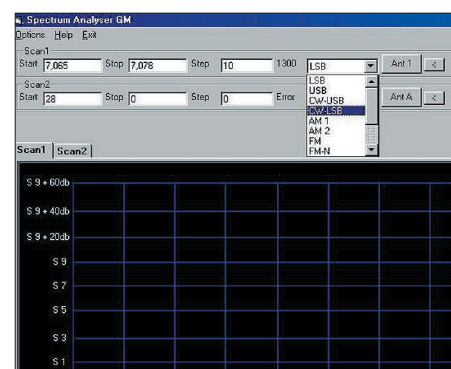 Spectrum Analyser GM
Options Help Exit
Scan1
Start 7,065 Stop 7,078 Step 10 1300 LSB Ant 1 <
LSB
USB
CW-USB
CW-LSB
AM 1
AM 2
FM
FM-N
Scan2
Start 28 Stop 0 Step 0 Error Ant A <
Scan1 Scan2
S 9 + 60db
S 9 + 40db
S 9 + 20db
S 9
S 7
S 5
S 3
S 1